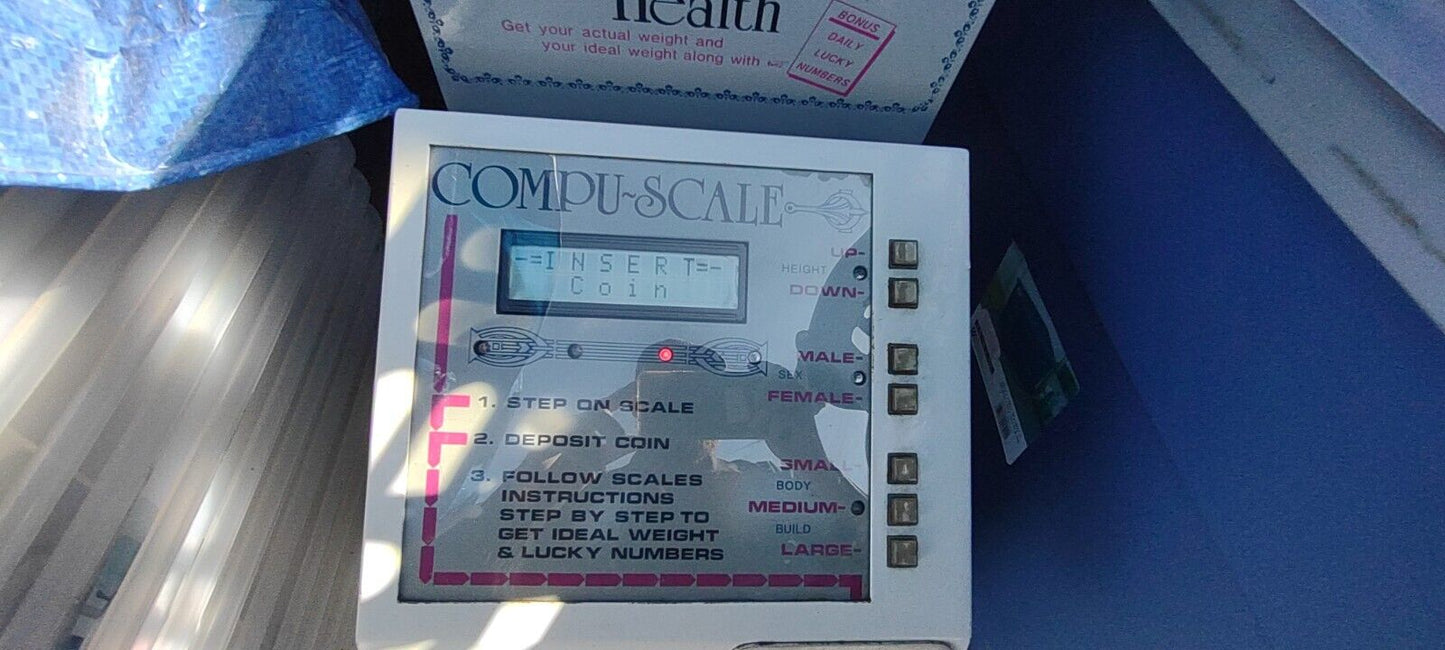 Health
Get your actual weight and
your ideal weight along with
BONUS
DAILY
LUCKY
NUMBERS
COMPU~SCALE
-=INSERT=-
Coin
UP-
HEIGHT
DOWN-
MALE-
SEX
FEMALE-
1. STEP ON SCALE
2. DEPOSIT COIN
3. FOLLOW SCALES
INSTRUCTIONS
STEP BY STEP TO
GET IDEAL WEIGHT
& LUCKY NUMBERS
SMALL-
BODY
MEDIUM-
BUILD
LARGE-